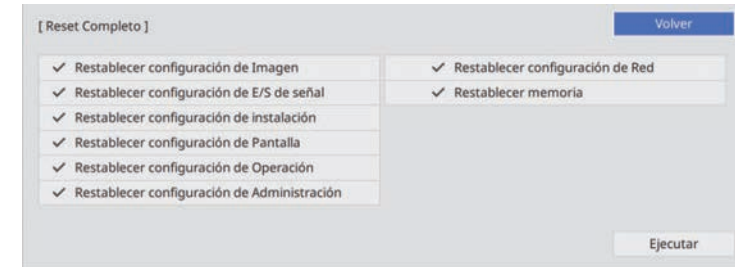 [ Reset Completo ]
Volver
✓ Restablecer configuración de Imagen
✓ Restablecer configuración de E/S de señal
✓ Restablecer configuración de instalación
✓ Restablecer configuración de Pantalla
✓ Restablecer configuración de Operación
✓ Restablecer configuración de Administración
✓ Restablecer configuración de Red
✓ Restablecer memoria
Ejecutar